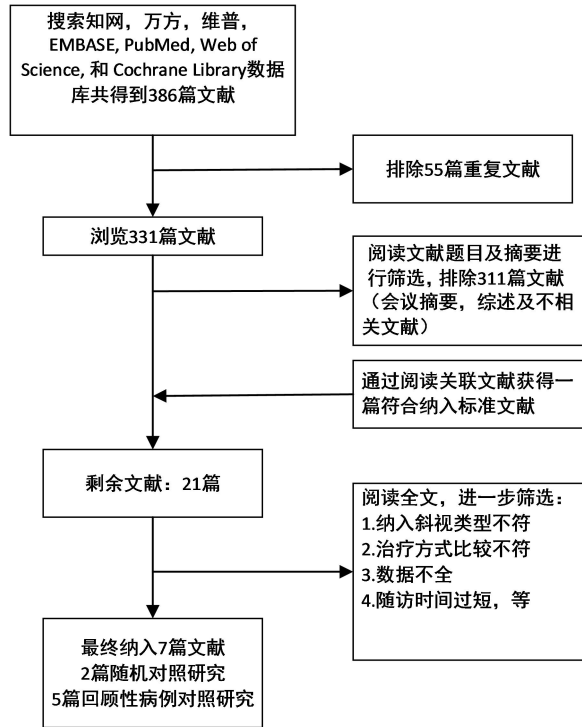 搜索知网，万方，维普，
EMBASE, PubMed, Web of
Science, 和 Cochrane Library数据
库共得到386篇文献
排除55篇重复文献
浏览331篇文献
阅读文献题目及摘要进
行筛选，排除311篇文献
（会议摘要，综述及不相
关文献）
通过阅读关联文献获得一
篇符合纳入标准文献
剩余文献：21篇
阅读全文，进一步筛选：
1.纳入斜视类型不符
2.治疗方式比较不符
3.数据不全
4.随访时间过短，等
最终纳入7篇文献
2篇随机对照研究
5篇回顾性病例对照研究